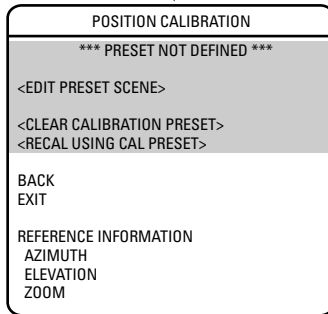 POSITION CALIBRATION
*** PRESET NOT DEFINED ***
<EDIT PRESET SCENE>
<CLEAR CALIBRATION PRESET>
<RECAL USING CAL PRESET>
BACK
EXIT
REFERENCE INFORMATION
AZIMUTH
ELEVATION
ZOOM